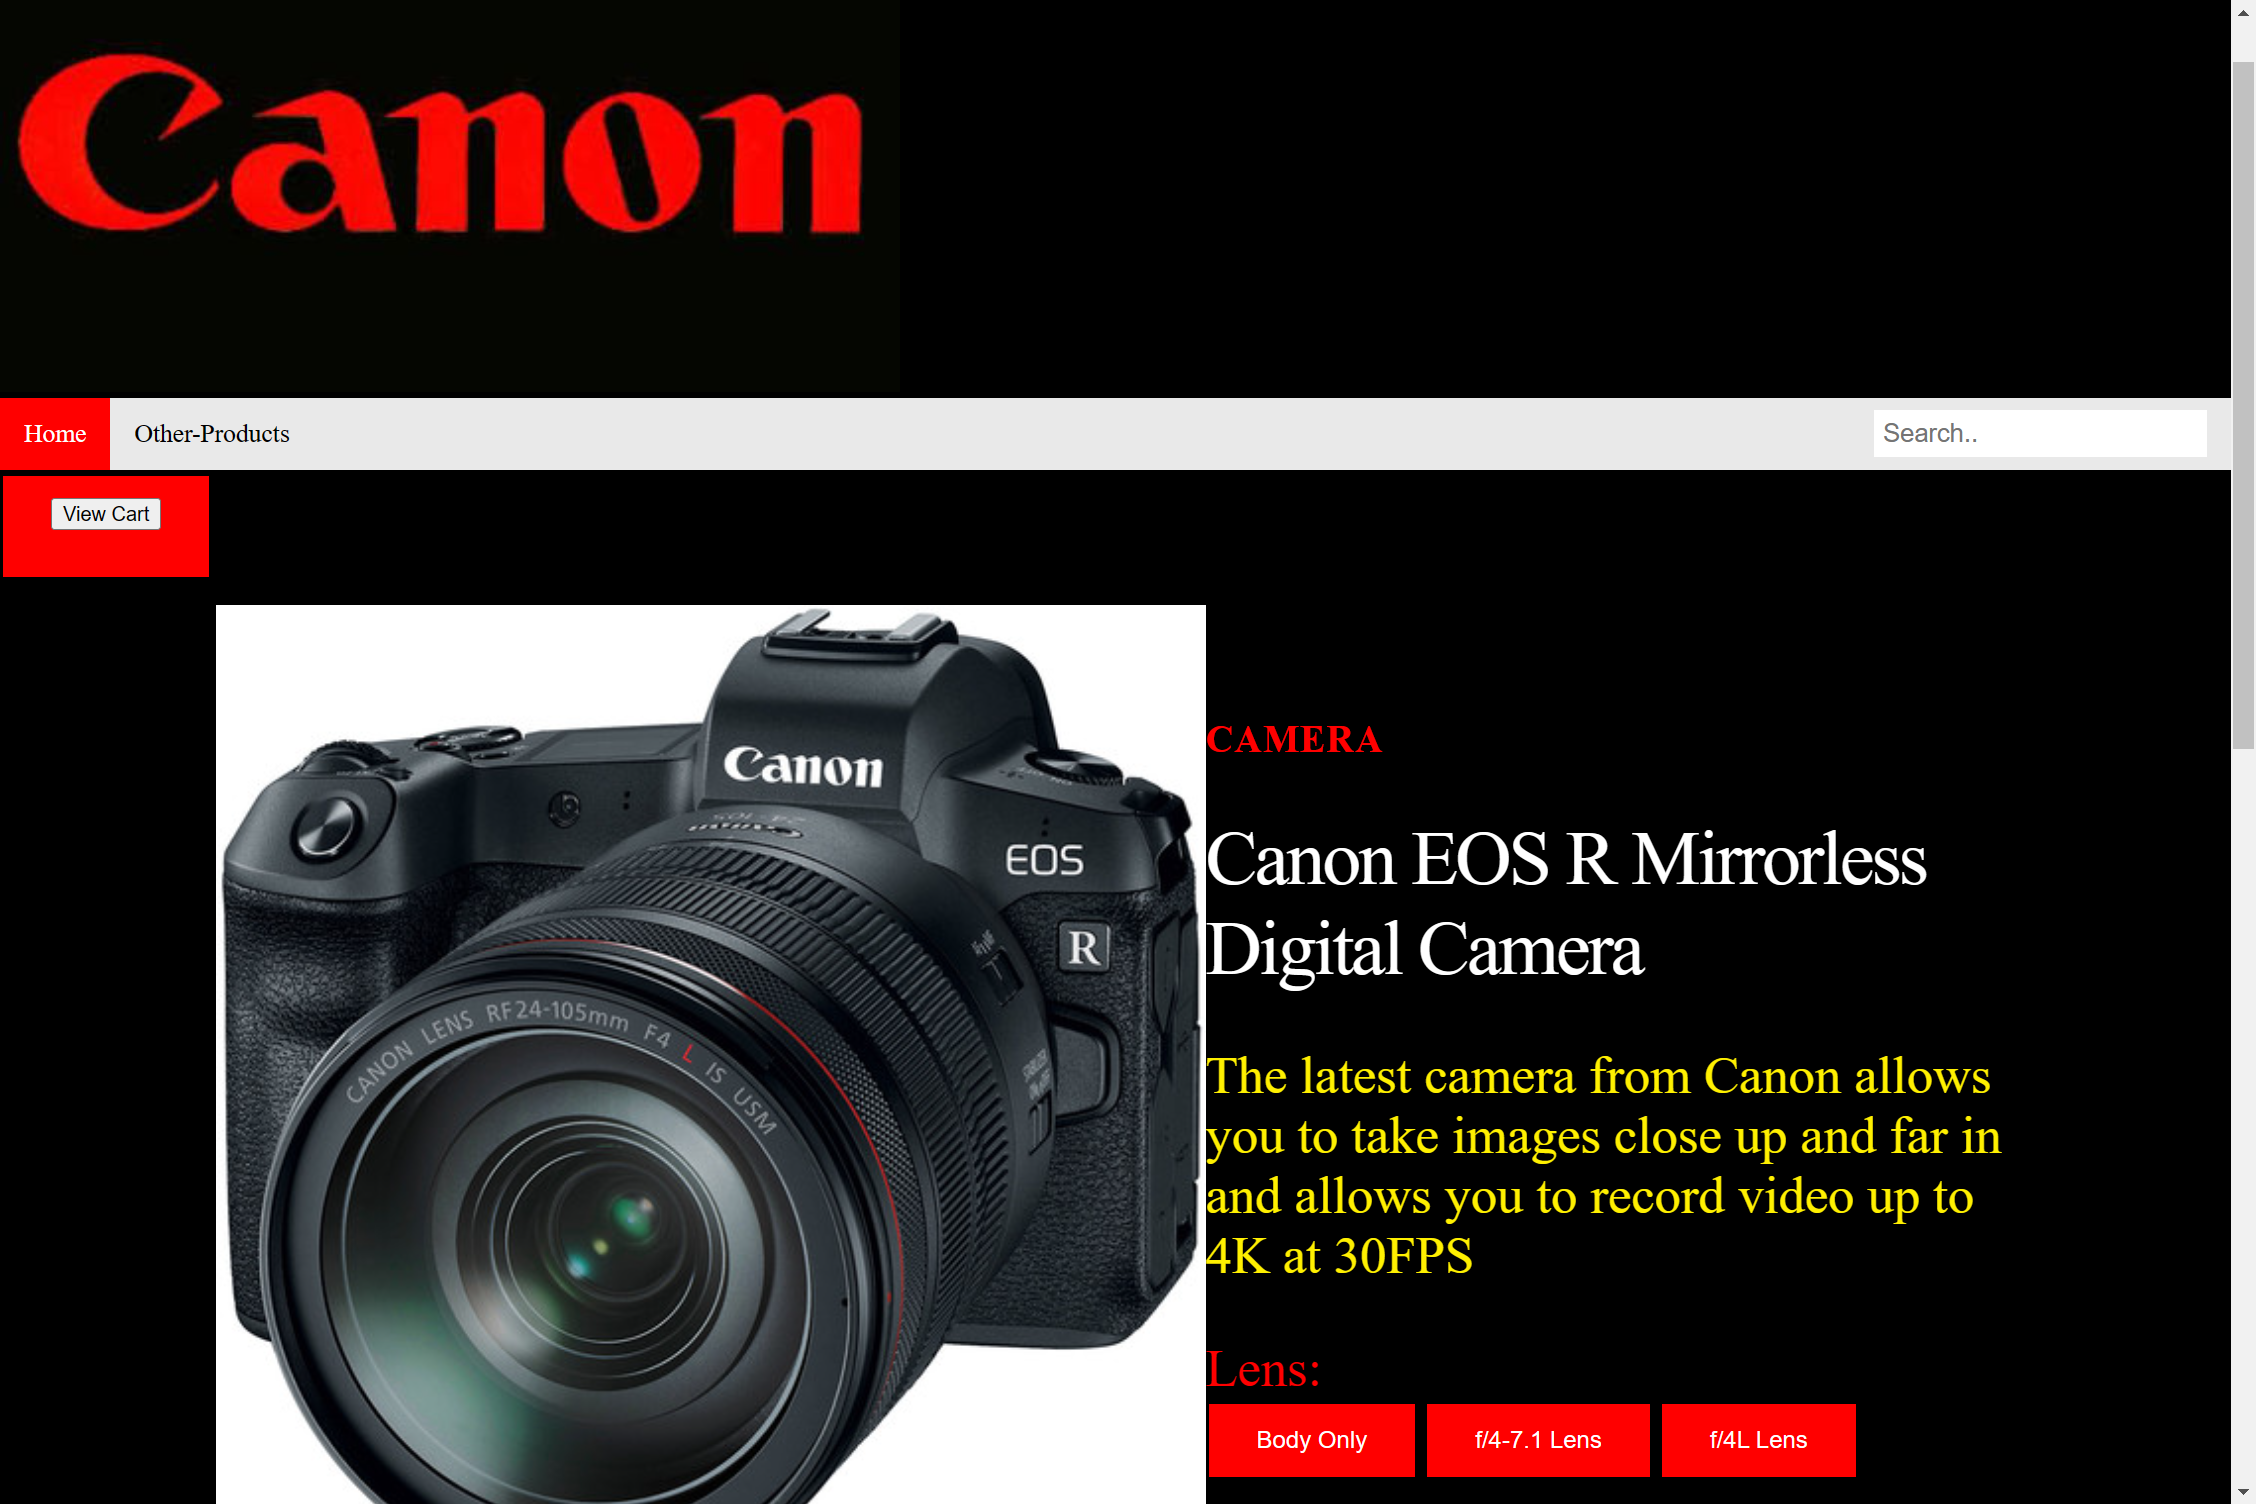 Canon
Home
Other-Products
Search..
View Cart
Canon
EOS
R
CANON LENS RF24-105mm F4 L IS USM
CAMERA
Canon EOS R Mirrorless
Digital Camera
The latest camera from Canon allows
you to take images close up and far in
and allows you to record video up to
4K at 30FPS
Lens:
Body Only
f/4-7.1 Lens
f/4L Lens